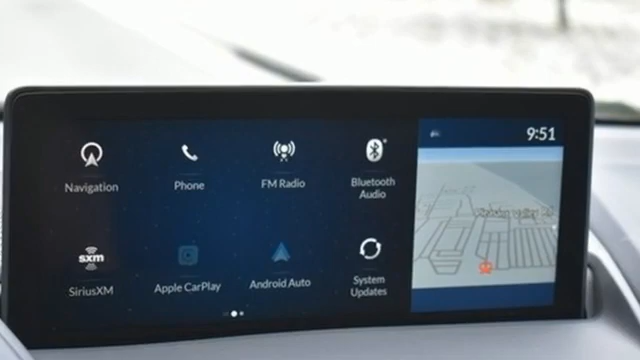 9:51
Navigation
Phone
FM Radio
Bluetooth
Audio
sxm
SiriusXM
Apple CarPlay
Android Auto
System
Updates